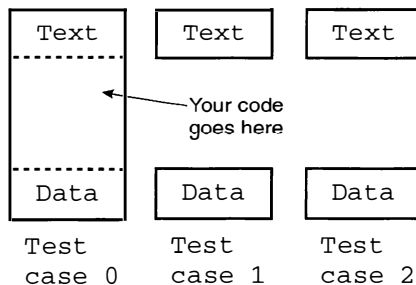 Text Text Text
Your code
goes here
Data Data Data
Test Test Test
case 0 case 1 case 2